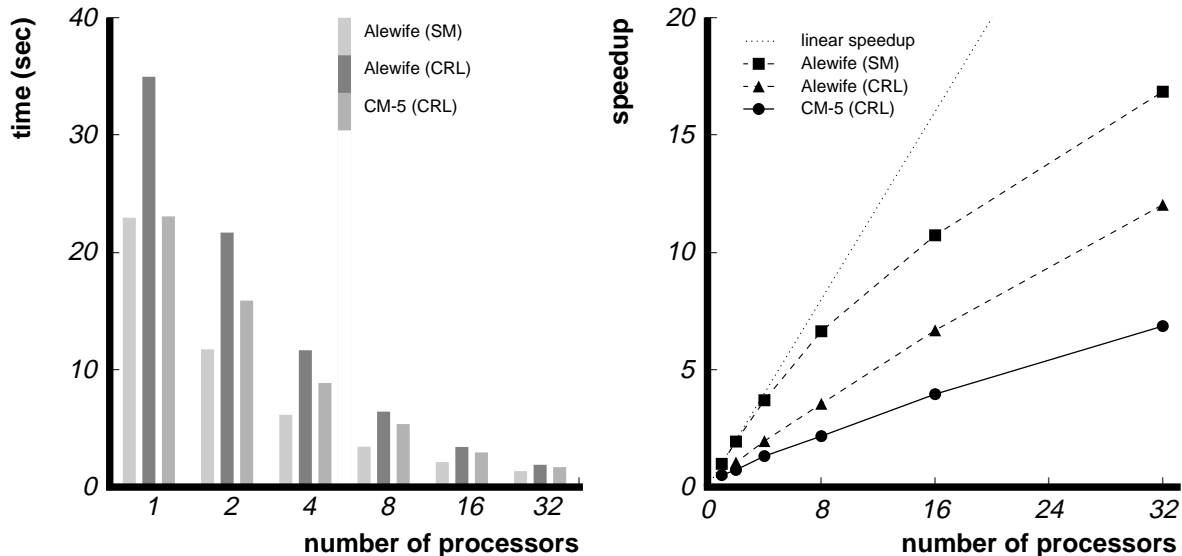 time (sec)
40
30
20
10
0
Alewife (SM)
Alewife (CRL)
CM-5 (CRL)
1 2 4 8 16 32
number of processors
speedup
20
15
10
5
0
linear speedup
Alewife (SM)
Alewife (CRL)
CM-5 (CRL)
0 8 16 24 32
number of processors